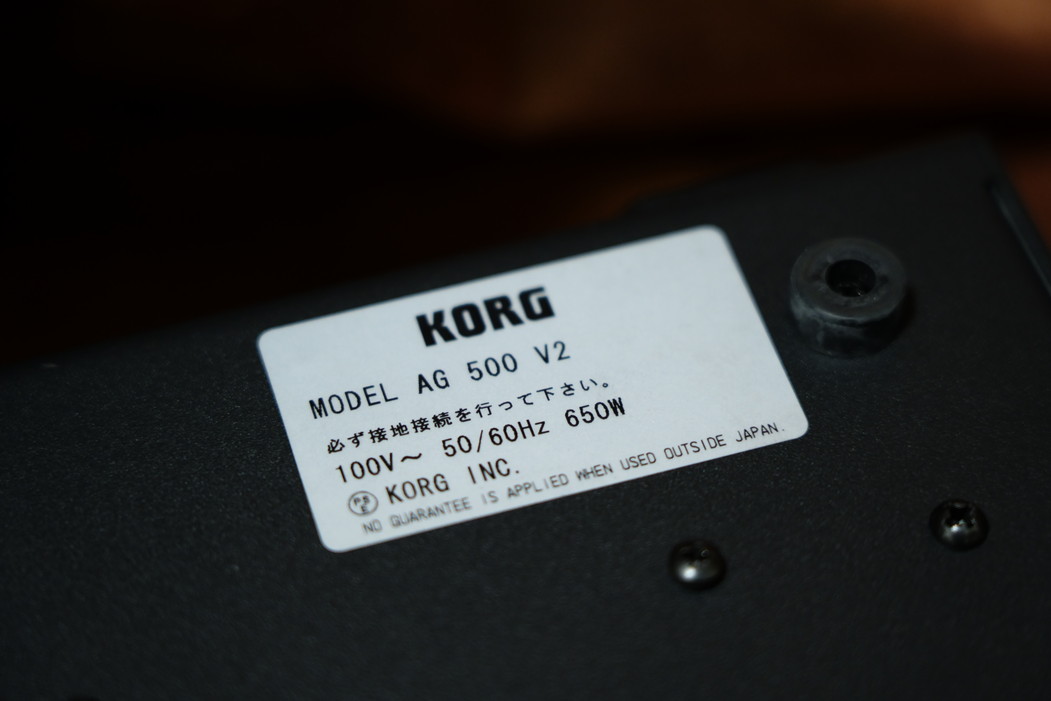 KORG
MODEL AG 500 V2
必ず接地接続を行って下さい。
100V～ 50/60Hz 650W
PSE KORG INC.
NO GUARANTEE IS APPLIED WHEN USED OUTSIDE JAPAN.